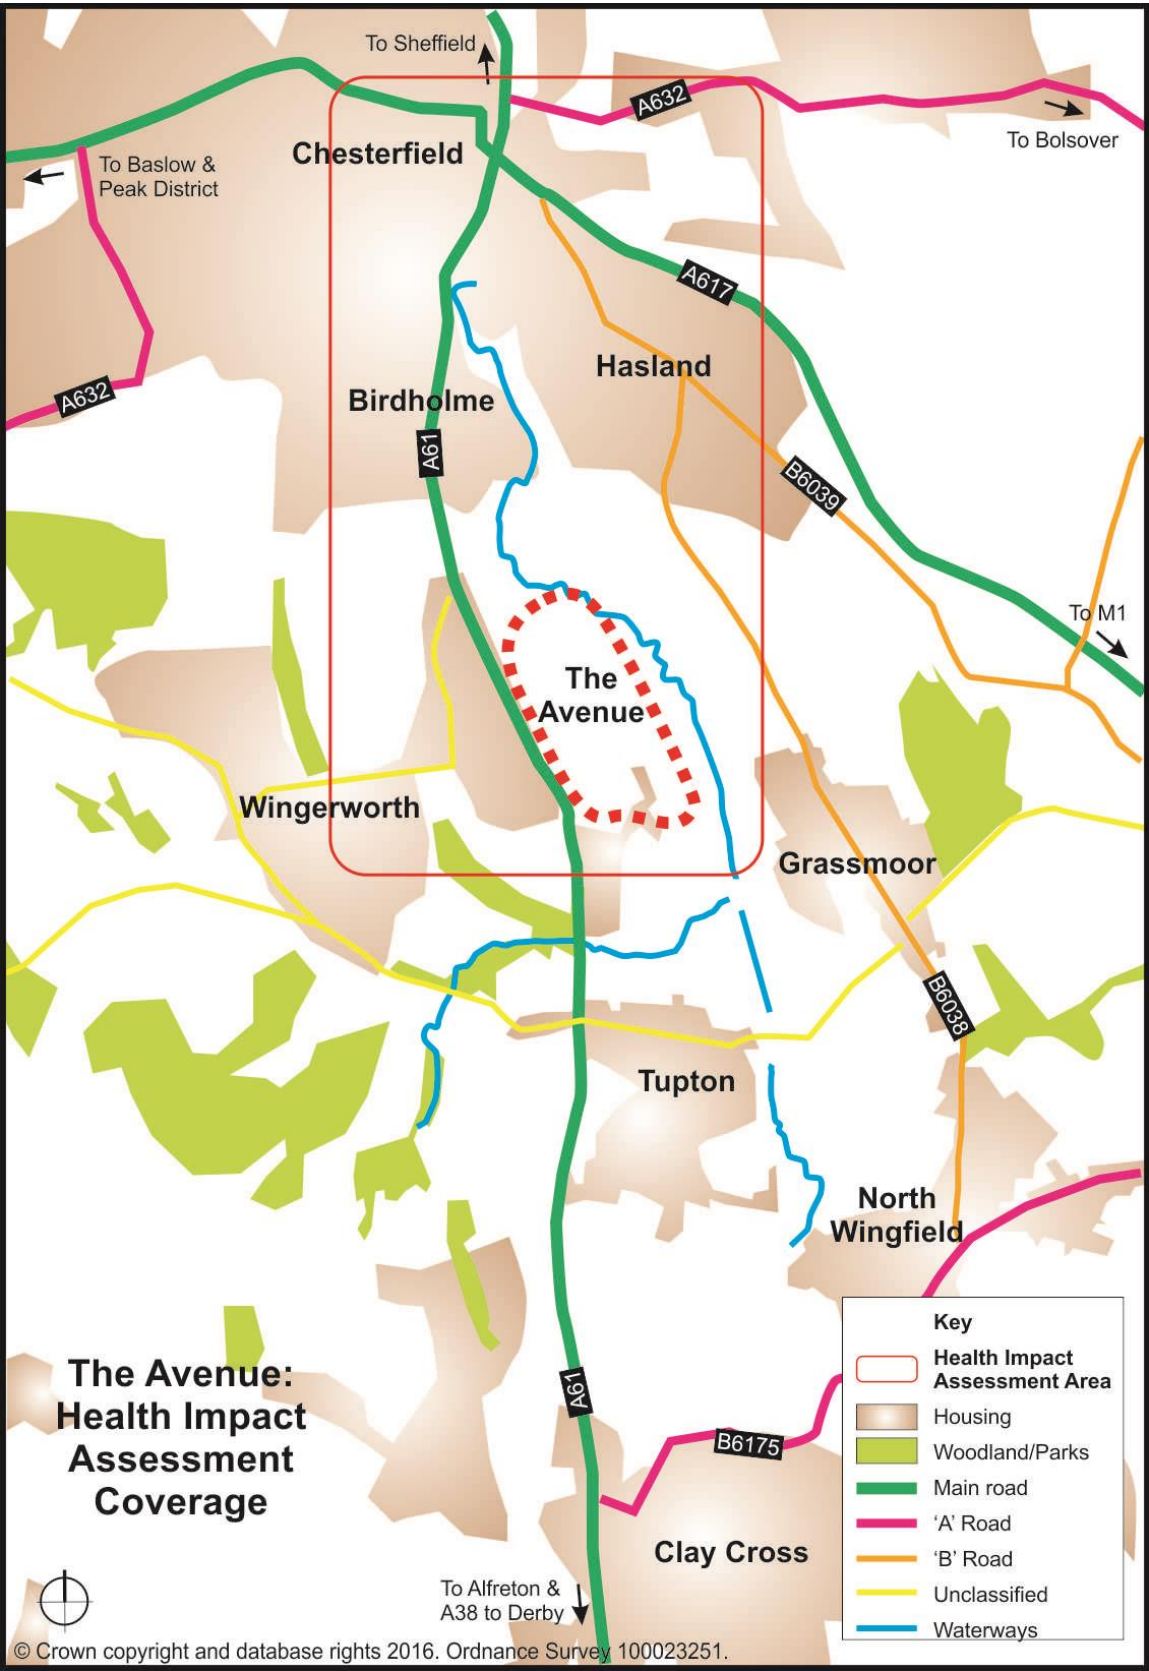 To Sheffield
A632
To Bolsover
Chesterfield
To Baslow &
Peak District
A617
Hasland
A632
Birdholme
A61
B6039
To M1
The
Avenue
Wingerworth
Grassmoor
B6038
Tupton
North
Wingfield
The Avenue:
Health Impact
Assessment
Coverage
A61
B6175
Clay Cross
To Alfreton &
A38 to Derby
Key
Health Impact
Assessment Area
Housing
Woodland/Parks
Main road
‘A’ Road
‘B’ Road
Unclassified
Waterways
© Crown copyright and database rights 2016. Ordnance Survey 100023251.